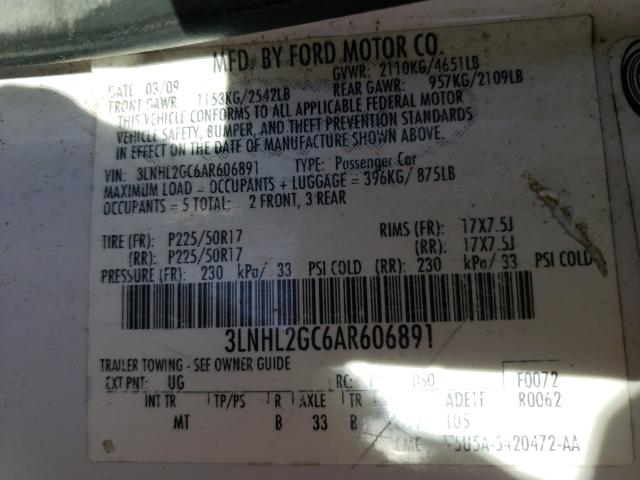 MFD. BY FORD MOTOR CO.
DATE 03/09 GVWR: 2110KG/4651LB
FRONT GAWR: 1153KG/2542LB REAR GAWR: 957KG/2109LB
THIS VEHICLE CONFORMS TO ALL APPLICABLE FEDERAL MOTOR
VEHICLE SAFETY, BUMPER, AND THEFT PREVENTION STANDARDS
IN EFFECT ON THE DATE OF MANUFACTURE SHOWN ABOVE.
VIN: 3LNHL2GC6AR606891 TYPE: Passenger Car
MAXIMUM LOAD = OCCUPANTS + LUGGAGE = 396KG/ 875LB
OCCUPANTS = 5 TOTAL; 2 FRONT, 3 REAR
TIRE (FR): P225/50R17 RIMS (FR): 17X7.5J
(RR): P225/50R17 (RR): 17X7.5J
PRESSURE (FR): 230 kPa/ 33 PSI COLD (RR): 230 kPa/ 33 PSI COLD
3LNHL2GC6AR606891
TRAILER TOWING - SEE OWNER GUIDE
EXT PNT: UG RC: DSO: F0072
INT TR TP/PS R AXLE TR R0062
MT B 33 B